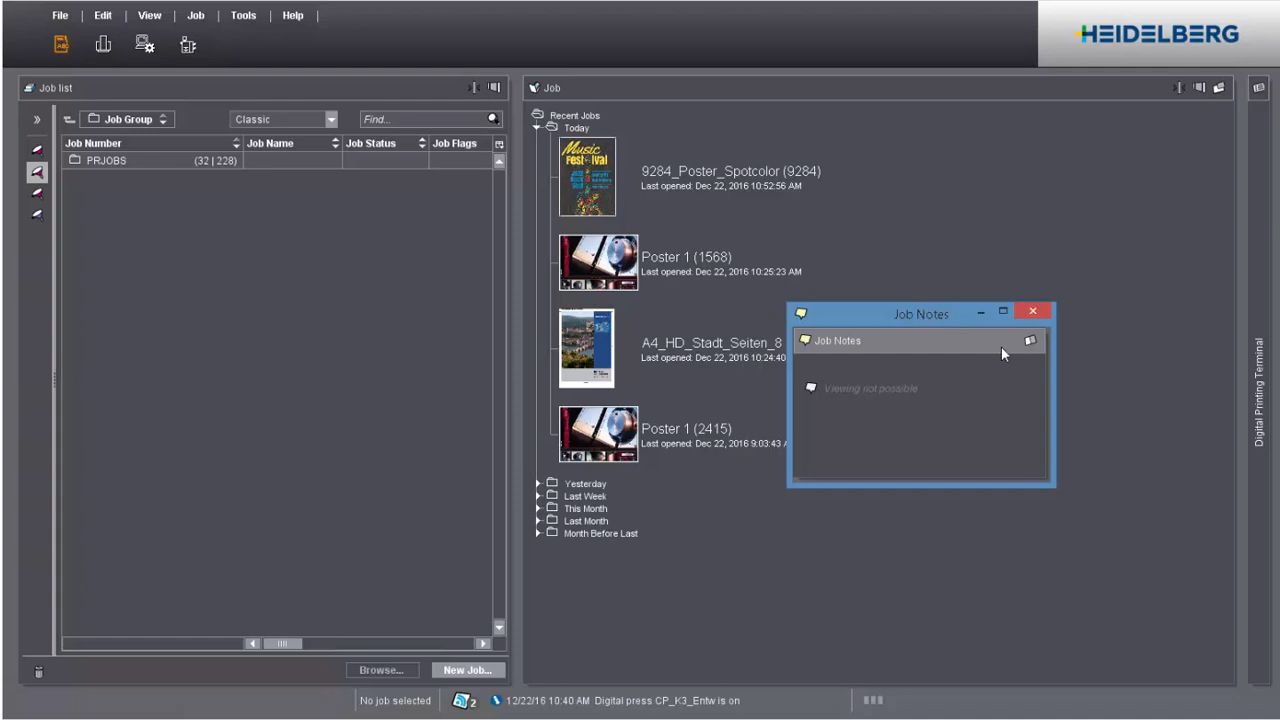 File Edit View Job Tools Help
HEIDELBERG
Job list
Job Group Classic Find...
Job Number Job Name Job Status Job Flags
PRJOBS (32 | 228)
Browse... New Job...
Job
Recent Jobs
Today
Music
Festival
9284_Poster_Spotcolor (9284)
Last opened: Dec 22, 2016 10:52:56 AM
Poster 1 (1568)
Last opened: Dec 22, 2016 10:25:23 AM
A4_HD_Stadt_Seiten_8
Last opened: Dec 22, 2016 10:24:40
Poster 1 (2415)
Last opened: Dec 22, 2016 9:03:43
Yesterday
Last Week
This Month
Last Month
Month Before Last
Job Notes
Job Notes
Viewing not possible
Digital Printing Terminal
No job selected 2 12/22/16 10:40 AM Digital press CP_K3_Entw is on